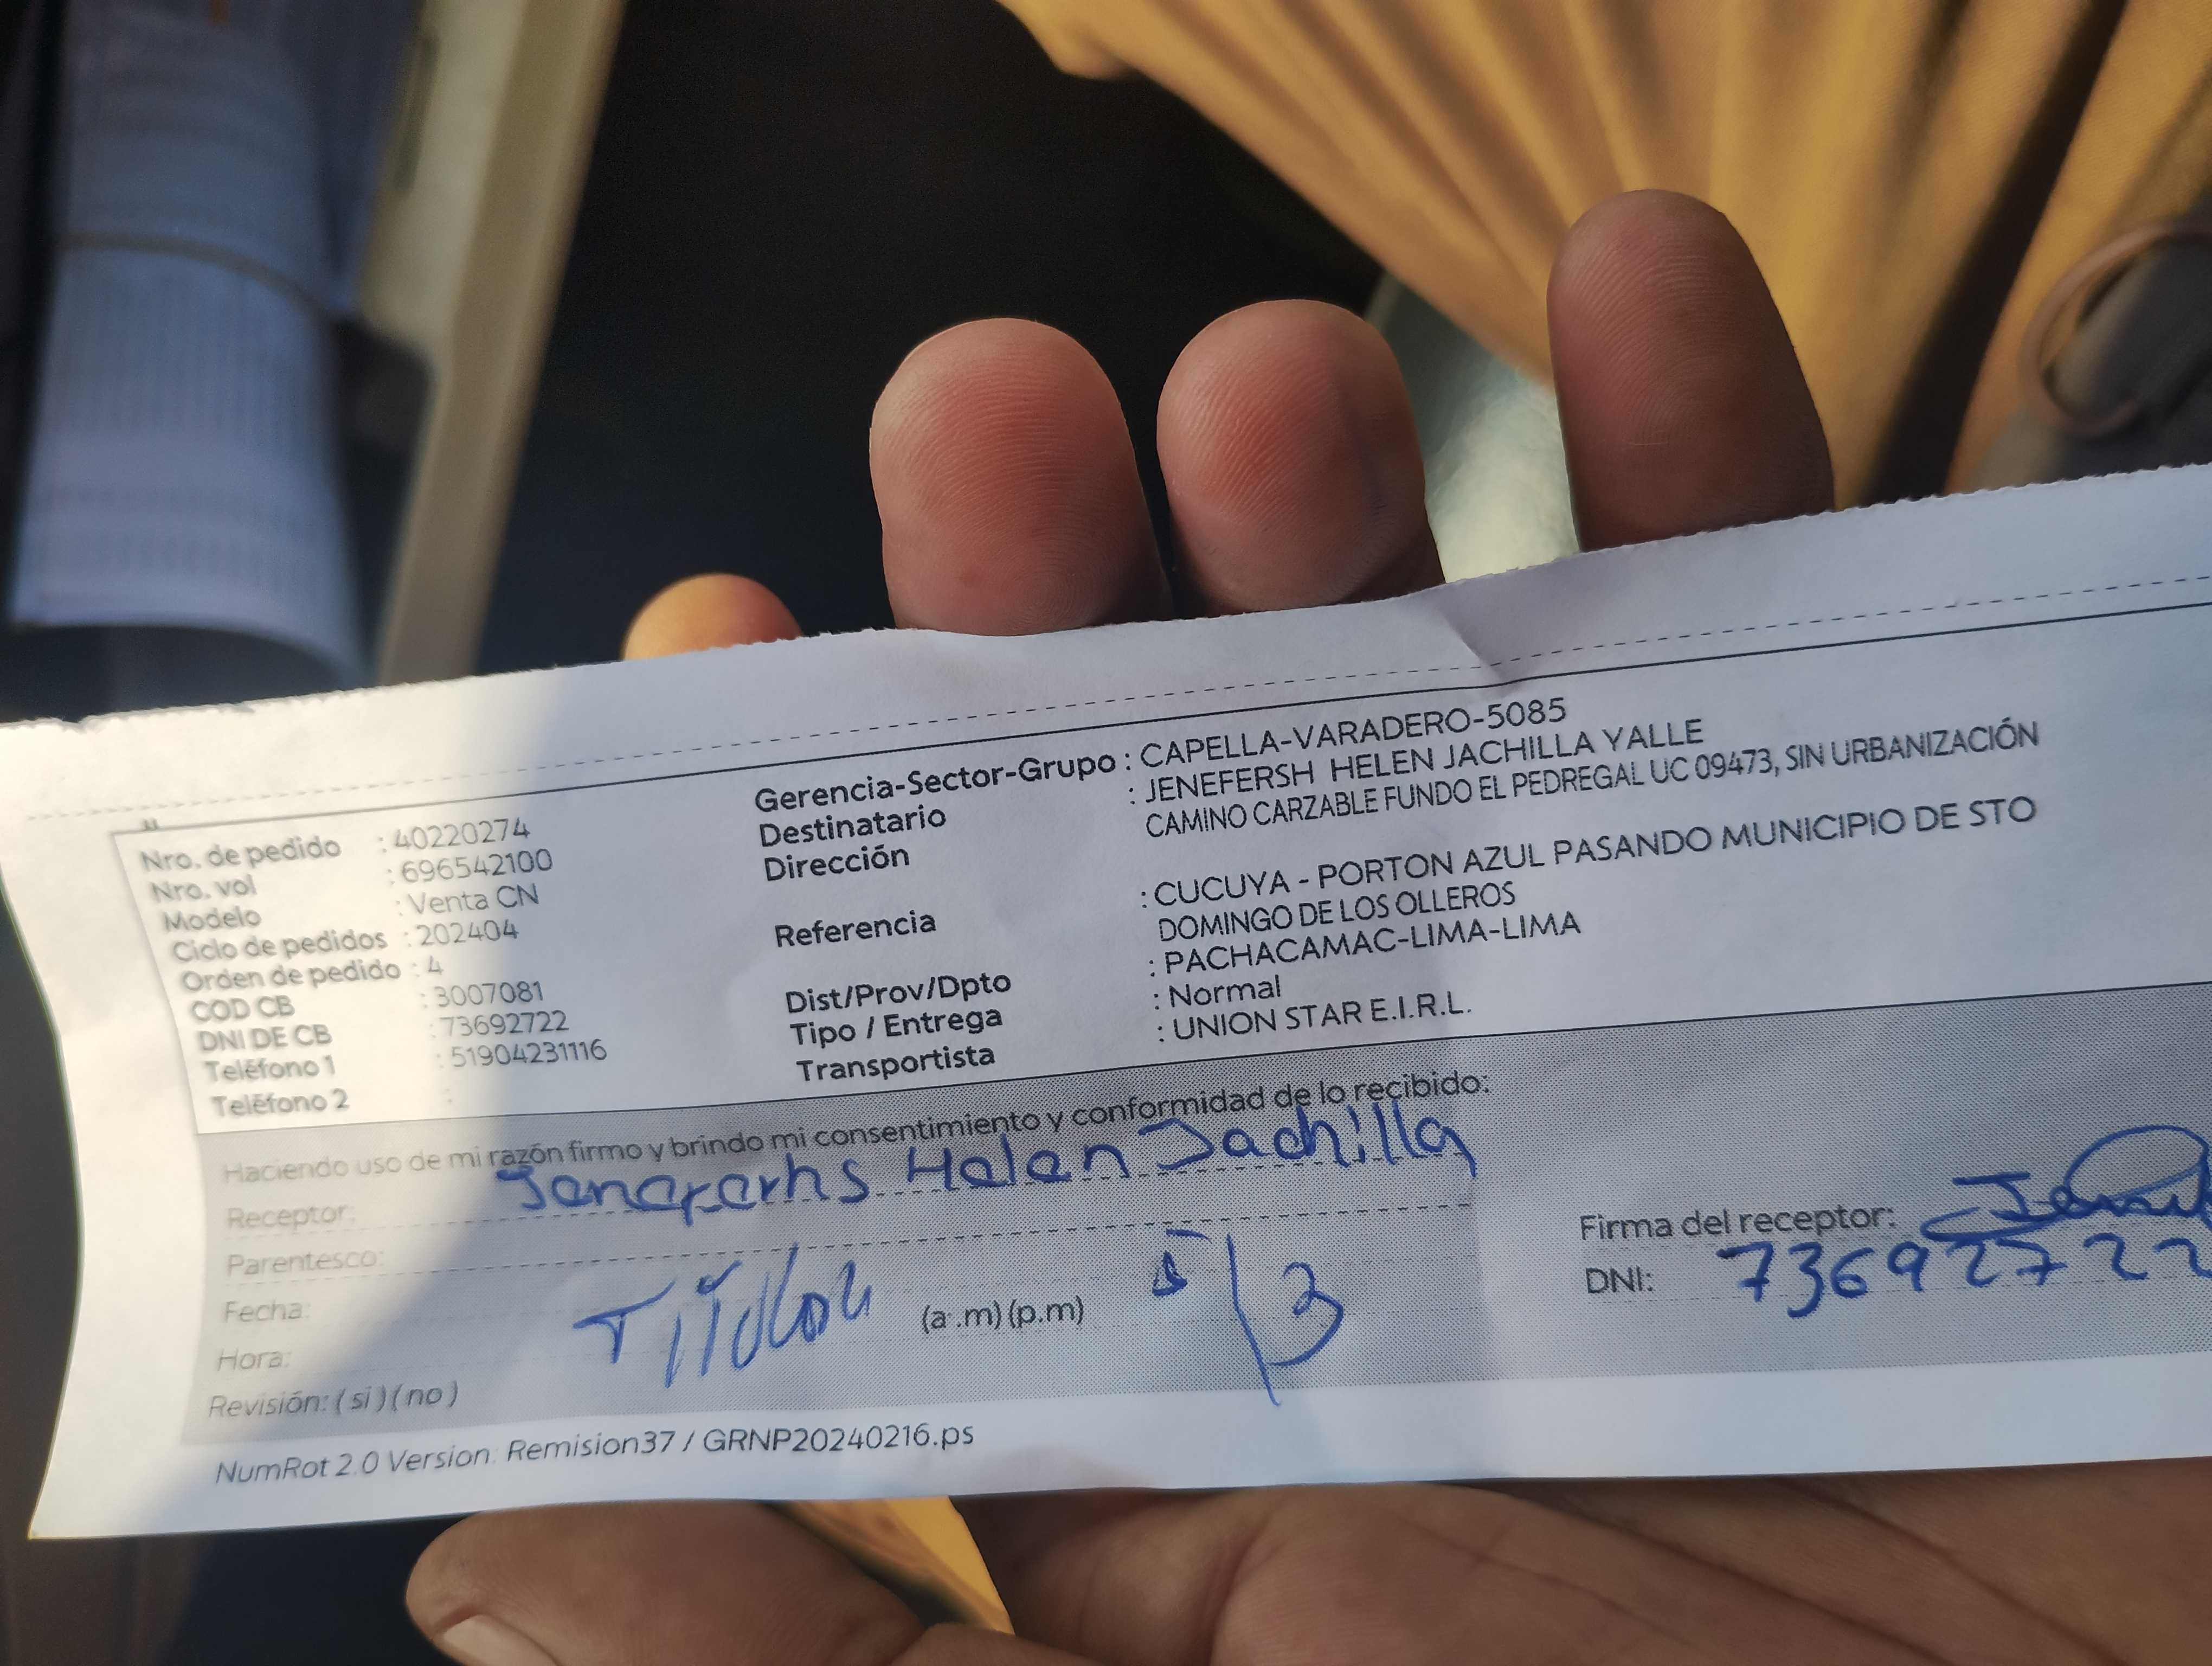 Nro. de pedido : 40220274
Nro. vol : 696542100
Modelo : Venta CN
Ciclo de pedidos : 202404
Orden de pedido : 4
COD CB : 3007081
DNI DE CB : 73692722
Teléfono 1 : 51904231116
Teléfono 2 :
Gerencia-Sector-Grupo : CAPELLA-VARADERO-5085
Destinatario : JENEFERSH HELEN JACHILLA YALLE
Dirección CAMINO CARZABLE FUNDO EL PEDREGAL UC 09473, SIN URBANIZACIÓN
Referencia : CUCUYA - PORTON AZUL PASANDO MUNICIPIO DE STO
DOMINGO DE LOS OLLEROS
Dist/Prov/Dpto : PACHACAMAC-LIMA-LIMA
Tipo / Entrega : Normal
Transportista : UNION STAR E.I.R.L.
Haciendo uso de mi razón firmo y brindo mi consentimiento y conformidad de lo recibido:
Receptor: Helen Jachilla
Parentesco:
Fecha: Titular 5/3
Hora: (a.m) (p.m)
Revisión: ( si ) ( no )
Firma del receptor:
DNI: 73692722
NumRot 2.0 Version: Remision37 / GRNP20240216.ps